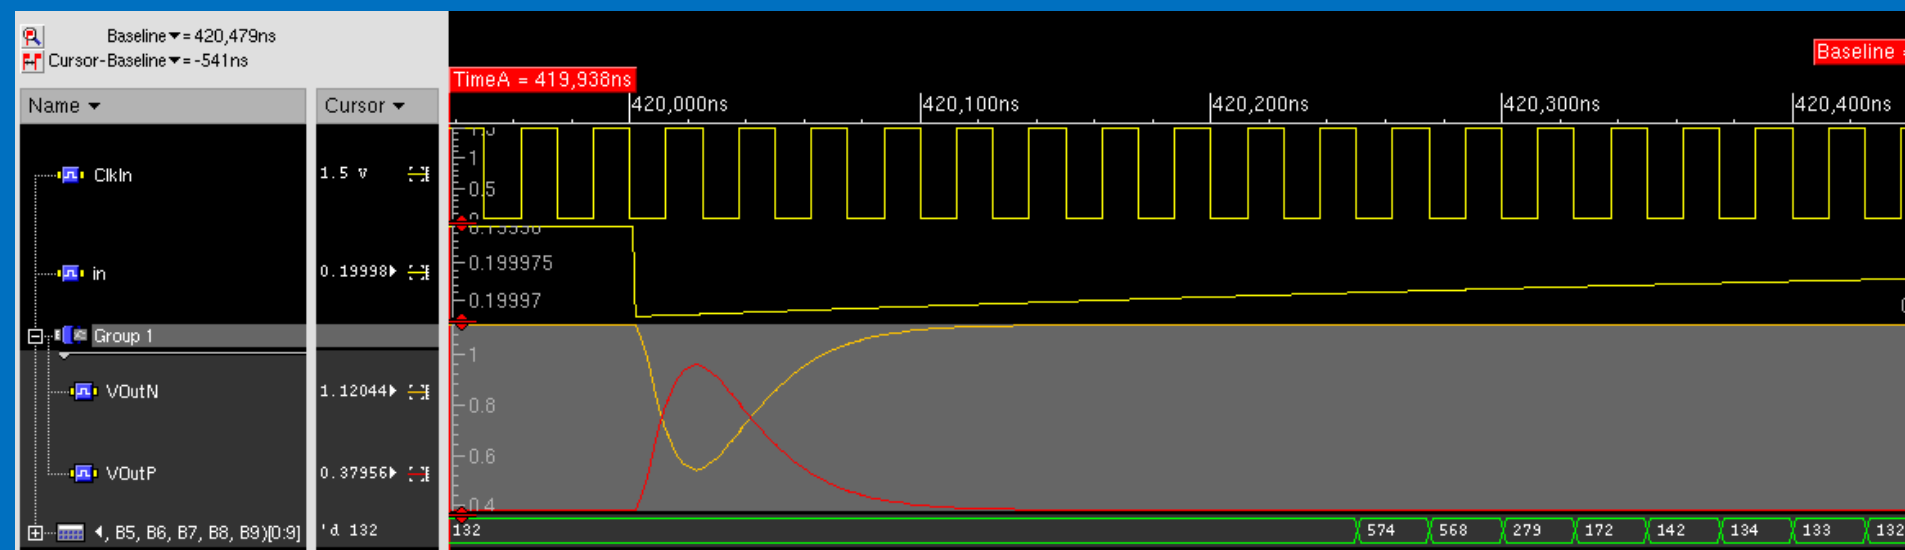 Baseline ▾= 420,479ns
Cursor-Baseline ▾= -541ns
Baseline =
TimeA = 419,938ns
Name ▾ Cursor ▾
420,000ns 420,100ns 420,200ns 420,300ns 420,400ns
ClkIn 1.5 V
1
0.5
0
in 0.19998
0.199975
0.19997
Group 1
1
VOutN 1.12044
0.8
0.6
VOutP 0.37956
0.4
, B5, B6, B7, B8, B9)[0:9] 'd 132 132 574 568 279 172 142 134 133 132